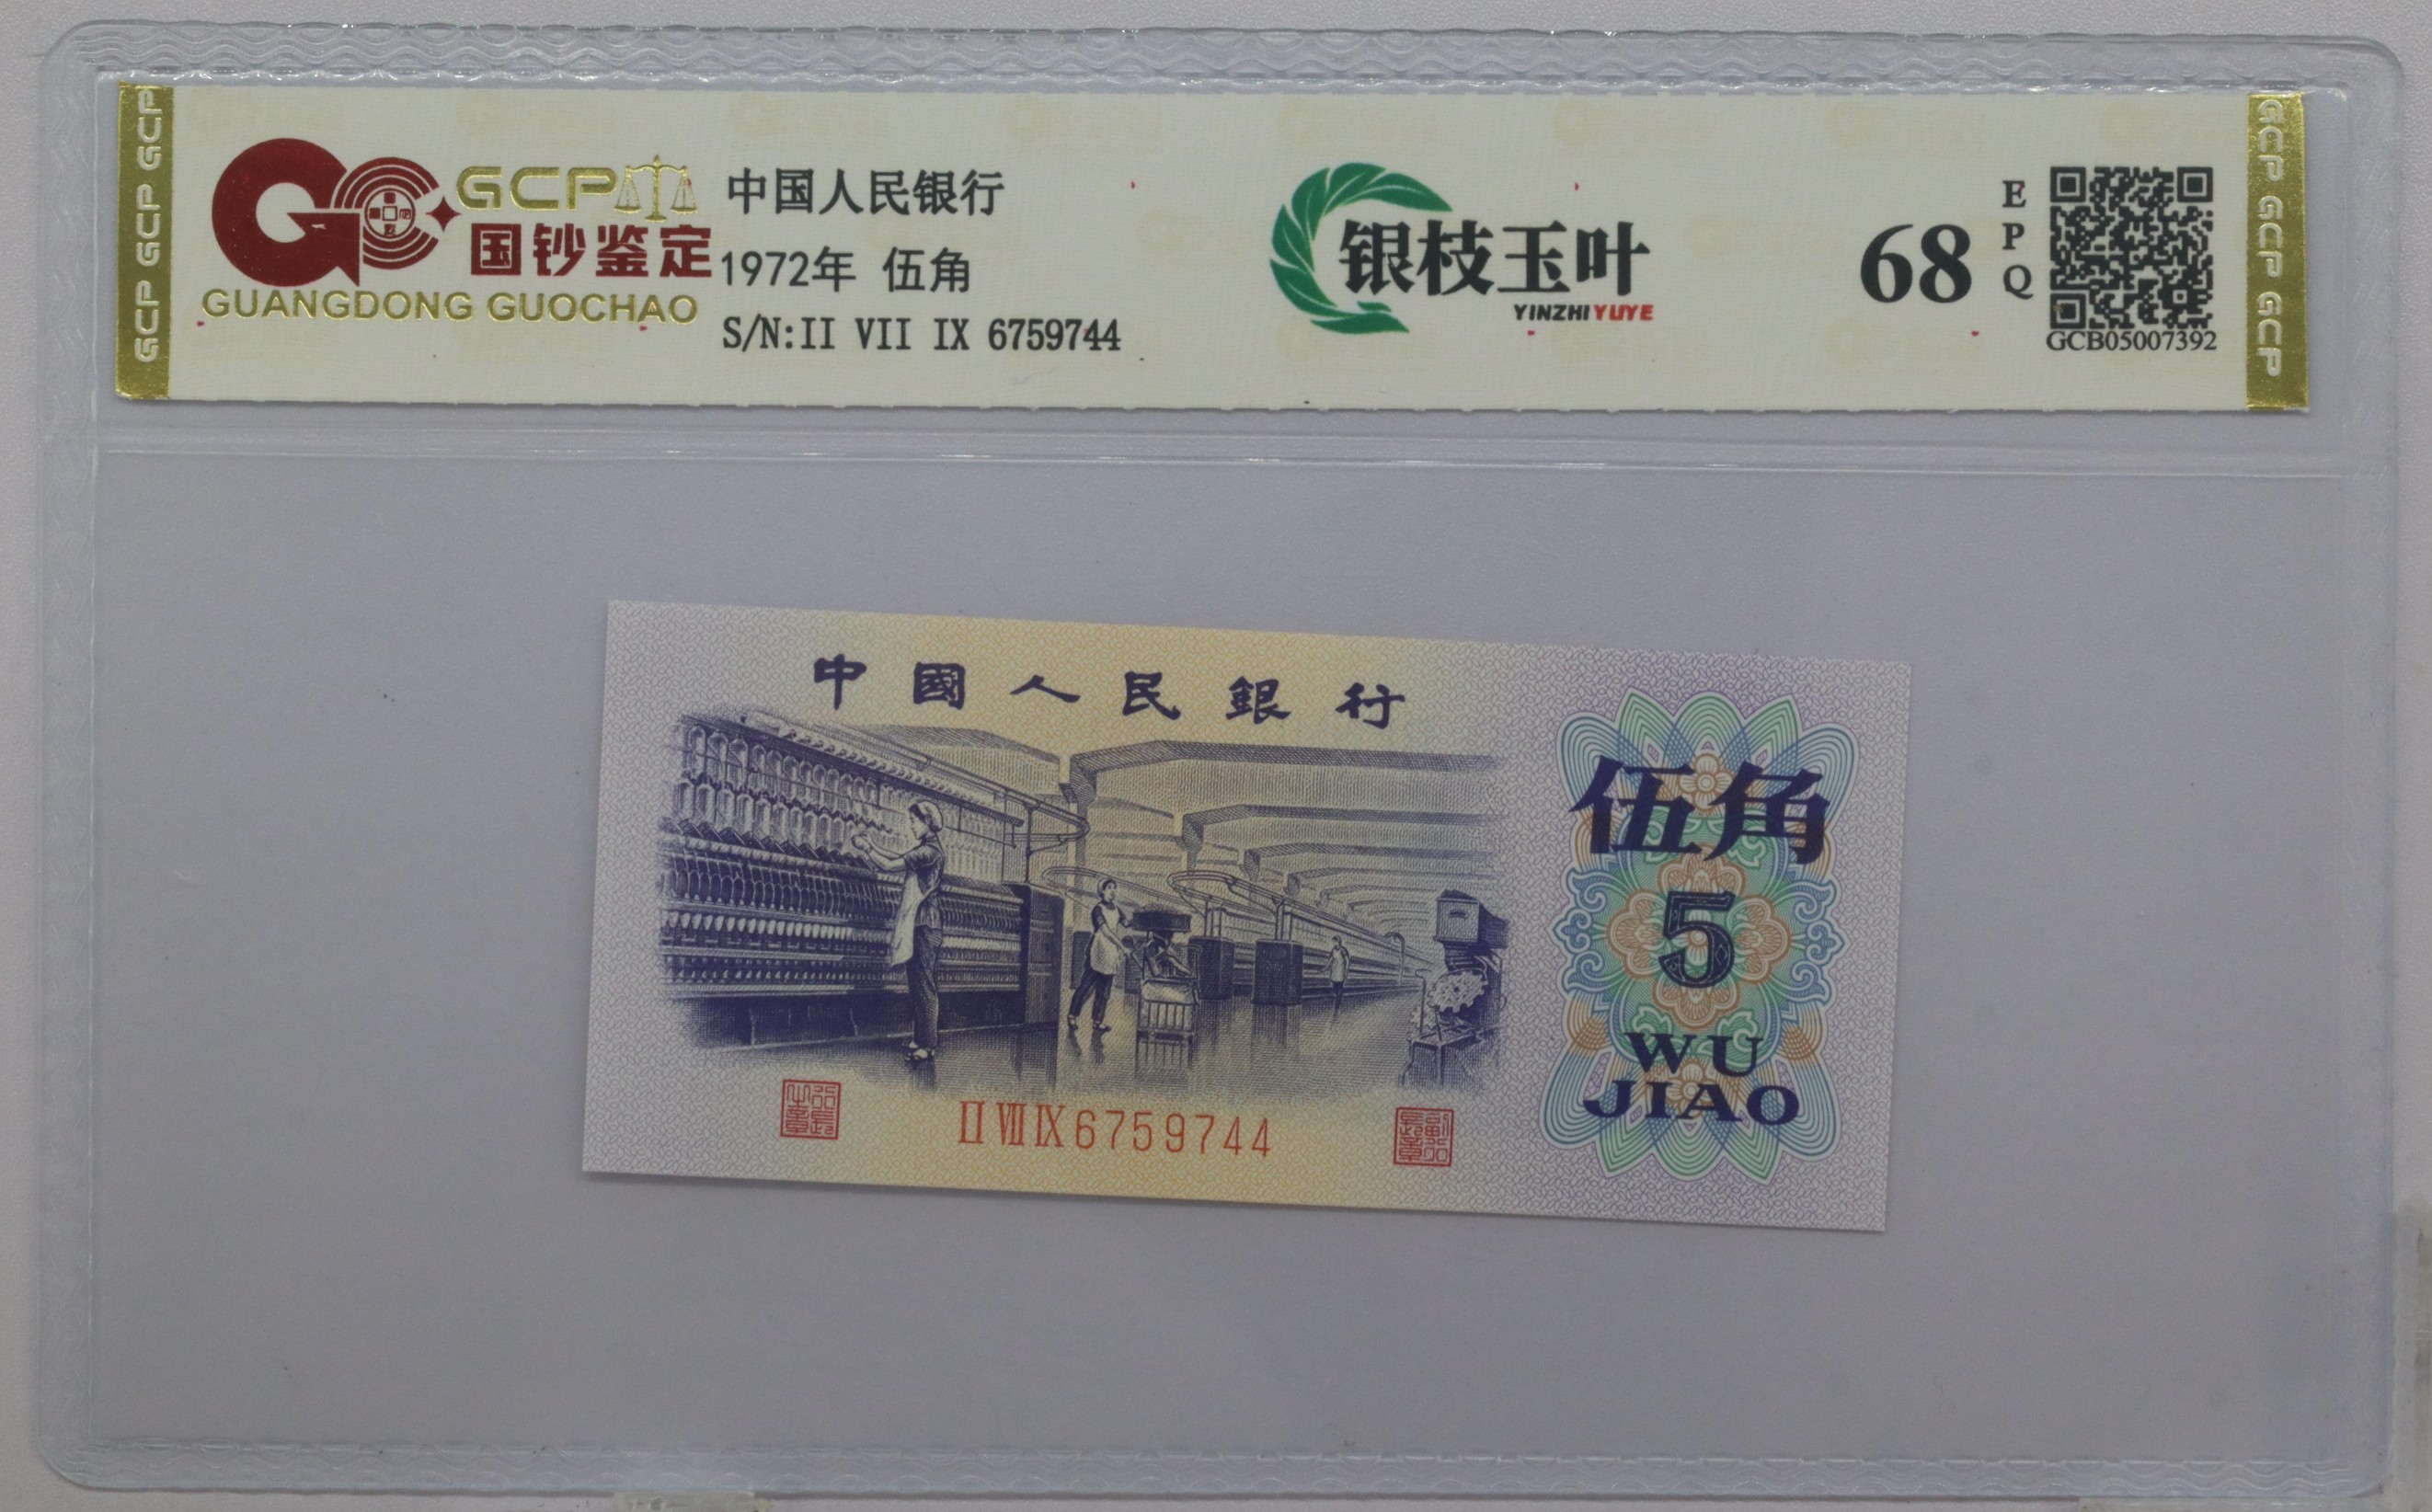 GCP GCP GCP
GCP
国钞鉴定
GUANGDONG GUOCHAO
中国人民银行
1972年 伍角
S/N:II VII IX 6759744
银枝玉叶
YINZHIYUYE
68
EPQ
GCB05007392
GCP GCP GCP
中國人民銀行
伍角
5
WU
JIAO
II VII IX 6759744